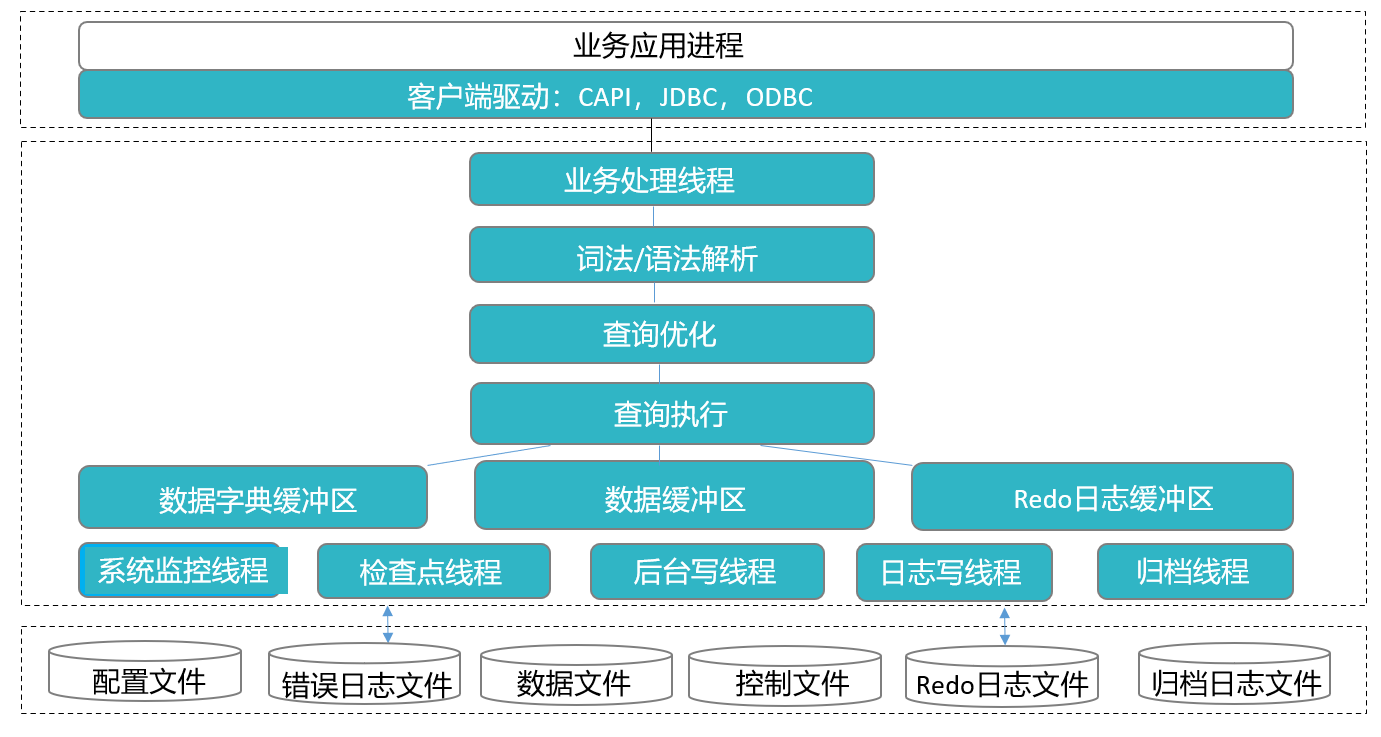 业务应用进程
客户端驱动：CAPI，JDBC，ODBC
业务处理线程
词法/语法解析
查询优化
查询执行
数据字典缓冲区
数据缓冲区
Redo日志缓冲区
系统监控线程
检查点线程
后台写线程
日志写线程
归档线程
配置文件
错误日志文件
数据文件
控制文件
Redo日志文件
归档日志文件